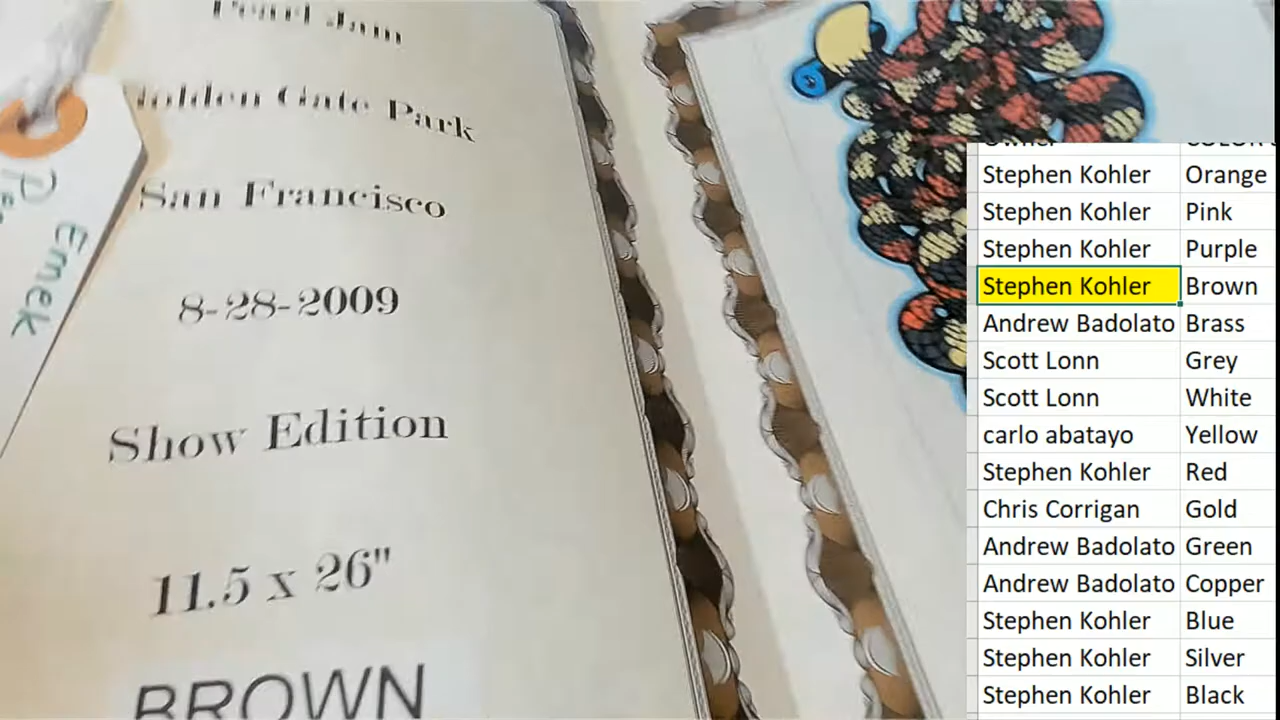 Pearl Jam
Golden Gate Park
San Francisco
8-28-2009
Show Edition
11.5 x 26"
BROWN
Emek
Owner
Stephen Kohler Orange
Stephen Kohler Pink
Stephen Kohler Purple
Stephen Kohler Brown
Andrew Badolato Brass
Scott Lonn Grey
Scott Lonn White
carlo abatayo Yellow
Stephen Kohler Red
Chris Corrigan Gold
Andrew Badolato Green
Andrew Badolato Copper
Stephen Kohler Blue
Stephen Kohler Silver
Stephen Kohler Black